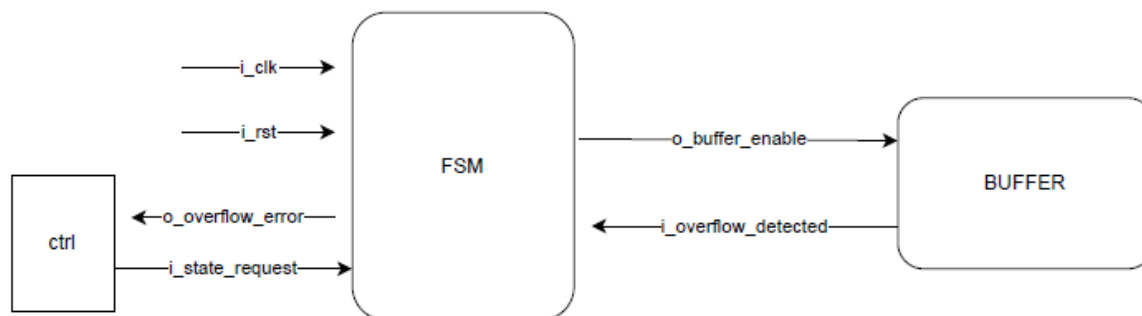 i_clk
i_rst
FSM
o_buffer_enable
BUFFER
o_overflow_error
i_overflow_detected
ctrl
i_state_request